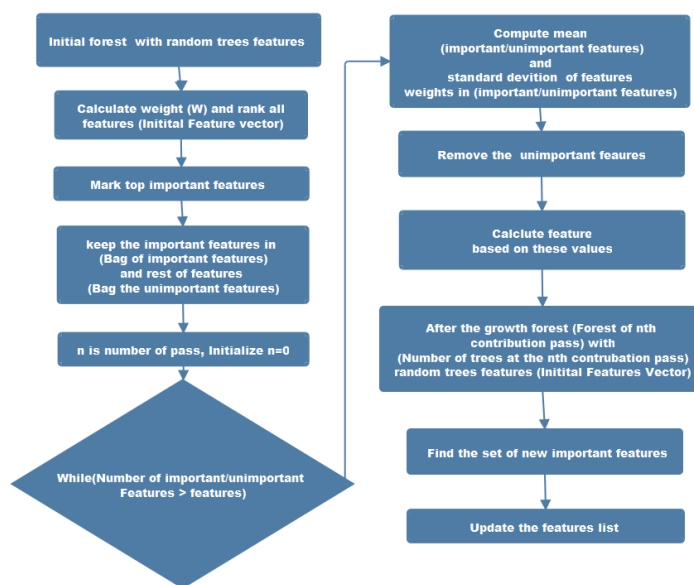 Initial forest with random trees features
Calculate weight (W) and rank all
features (Initital Feature vector)
Mark top important features
keep the important features in
(Bag of important features)
and rest of features
(Bag the unimportant features)
n is number of pass, Initialize n=0
While(Number of important/unimportant
Features > features)
Compute mean
(important/unimportant features)
and
standard devition of features
weights in (important/unimportant features)
Remove the unimportant feaures
Calclute feature
based on these values
After the growth forest (Forest of nth
contribution pass) with
(Number of trees at the nth contrubation pass)
random trees features (Initital Features Vector)
Find the set of new important features
Update the features list